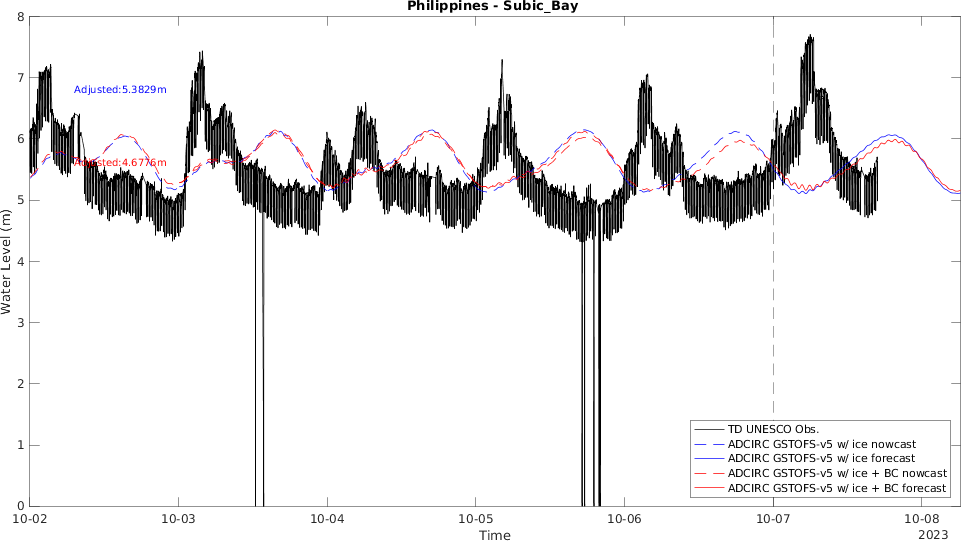 Philippines - Subic_Bay
8
7
6
5
4
3
2
1
0
Water Level (m)
Adjusted:5.3829m
Adjusted:4.6776m
TD UNESCO Obs.
ADCIRC GSTOFS-v5 w/ ice nowcast
ADCIRC GSTOFS-v5 w/ ice forecast
ADCIRC GSTOFS-v5 w/ ice + BC nowcast
ADCIRC GSTOFS-v5 w/ ice + BC forecast
10-02 10-03 10-04 10-05 10-06 10-07 10-08
Time
2023